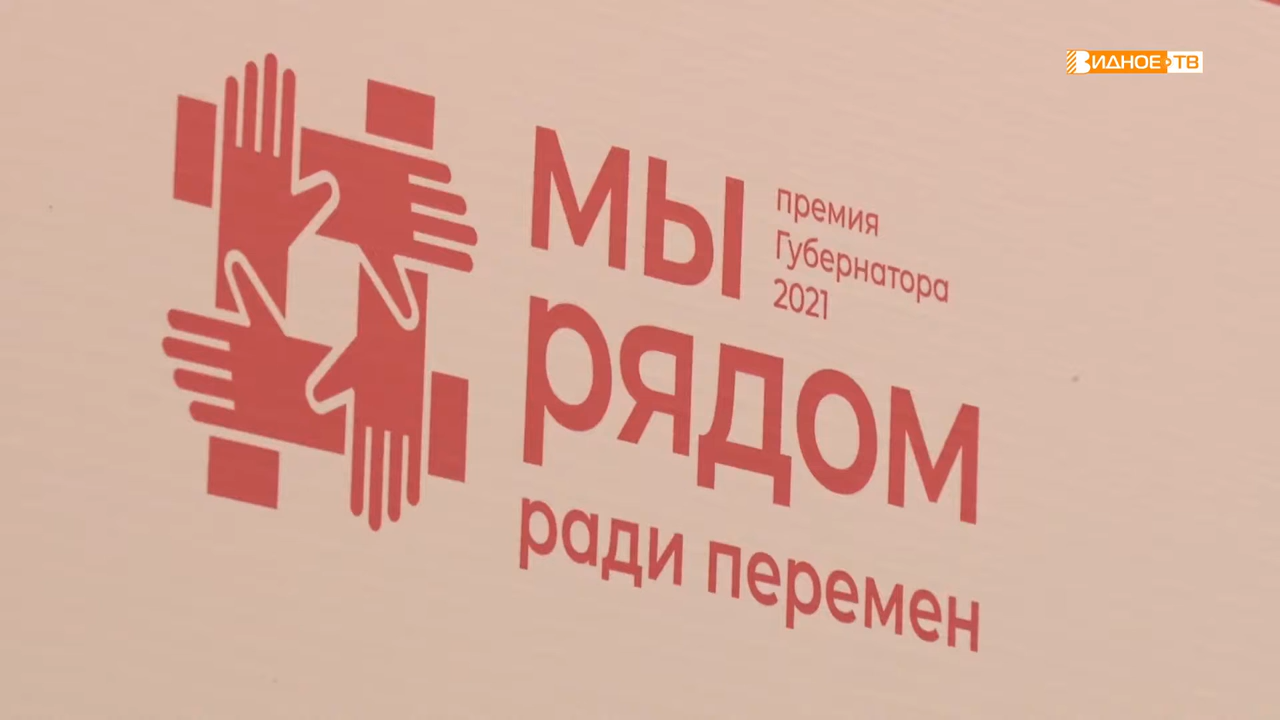 ВИДНОЕ ТВ
мы
премия
Губернатора
2021
рядом
ради перемен